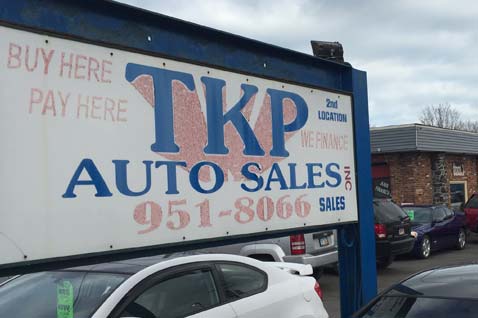 BUY HERE
PAY HERE
TKP
2nd
LOCATION
WE FINANCE
AUTO SALES INC
951-8066 SALES